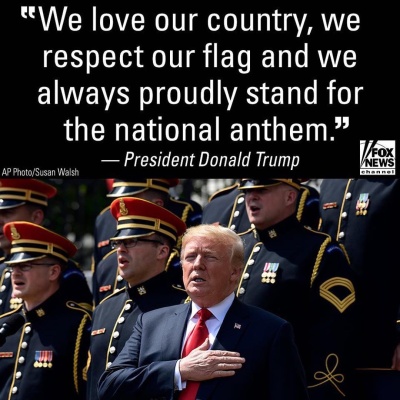 “We love our country, we
respect our flag and we
always proudly stand for
the national anthem.”
— President Donald Trump
AP Photo/Susan Walsh
FOX
NEWS
channel